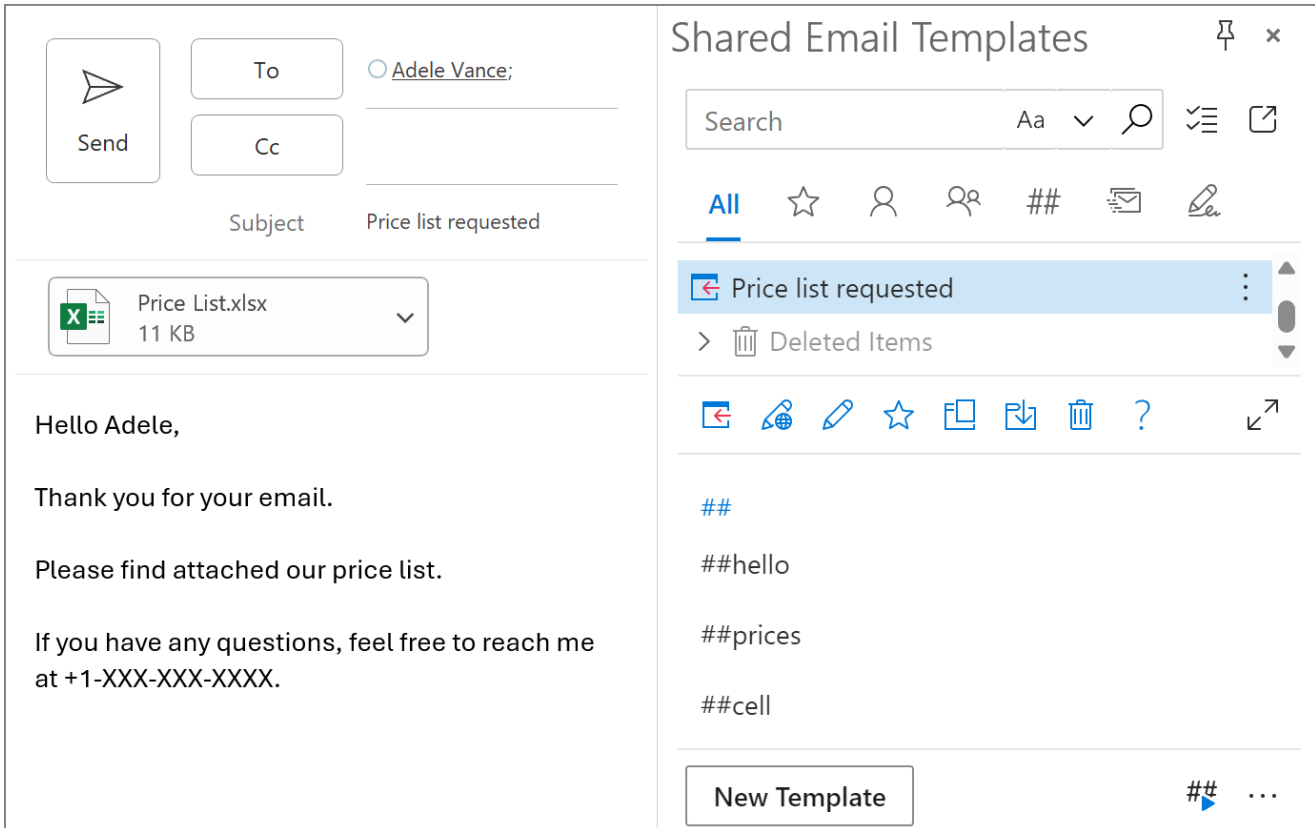 Send
To
Adele Vance;
Cc
Subject
Price list requested
Price List.xlsx
11 KB
Hello Adele,
Thank you for your email.
Please find attached our price list.
If you have any questions, feel free to reach me
at +1-XXX-XXX-XXXX.
Shared Email Templates
Search
Aa
All
##
Price list requested
Deleted Items
?
##
##hello
##prices
##cell
New Template
##
...